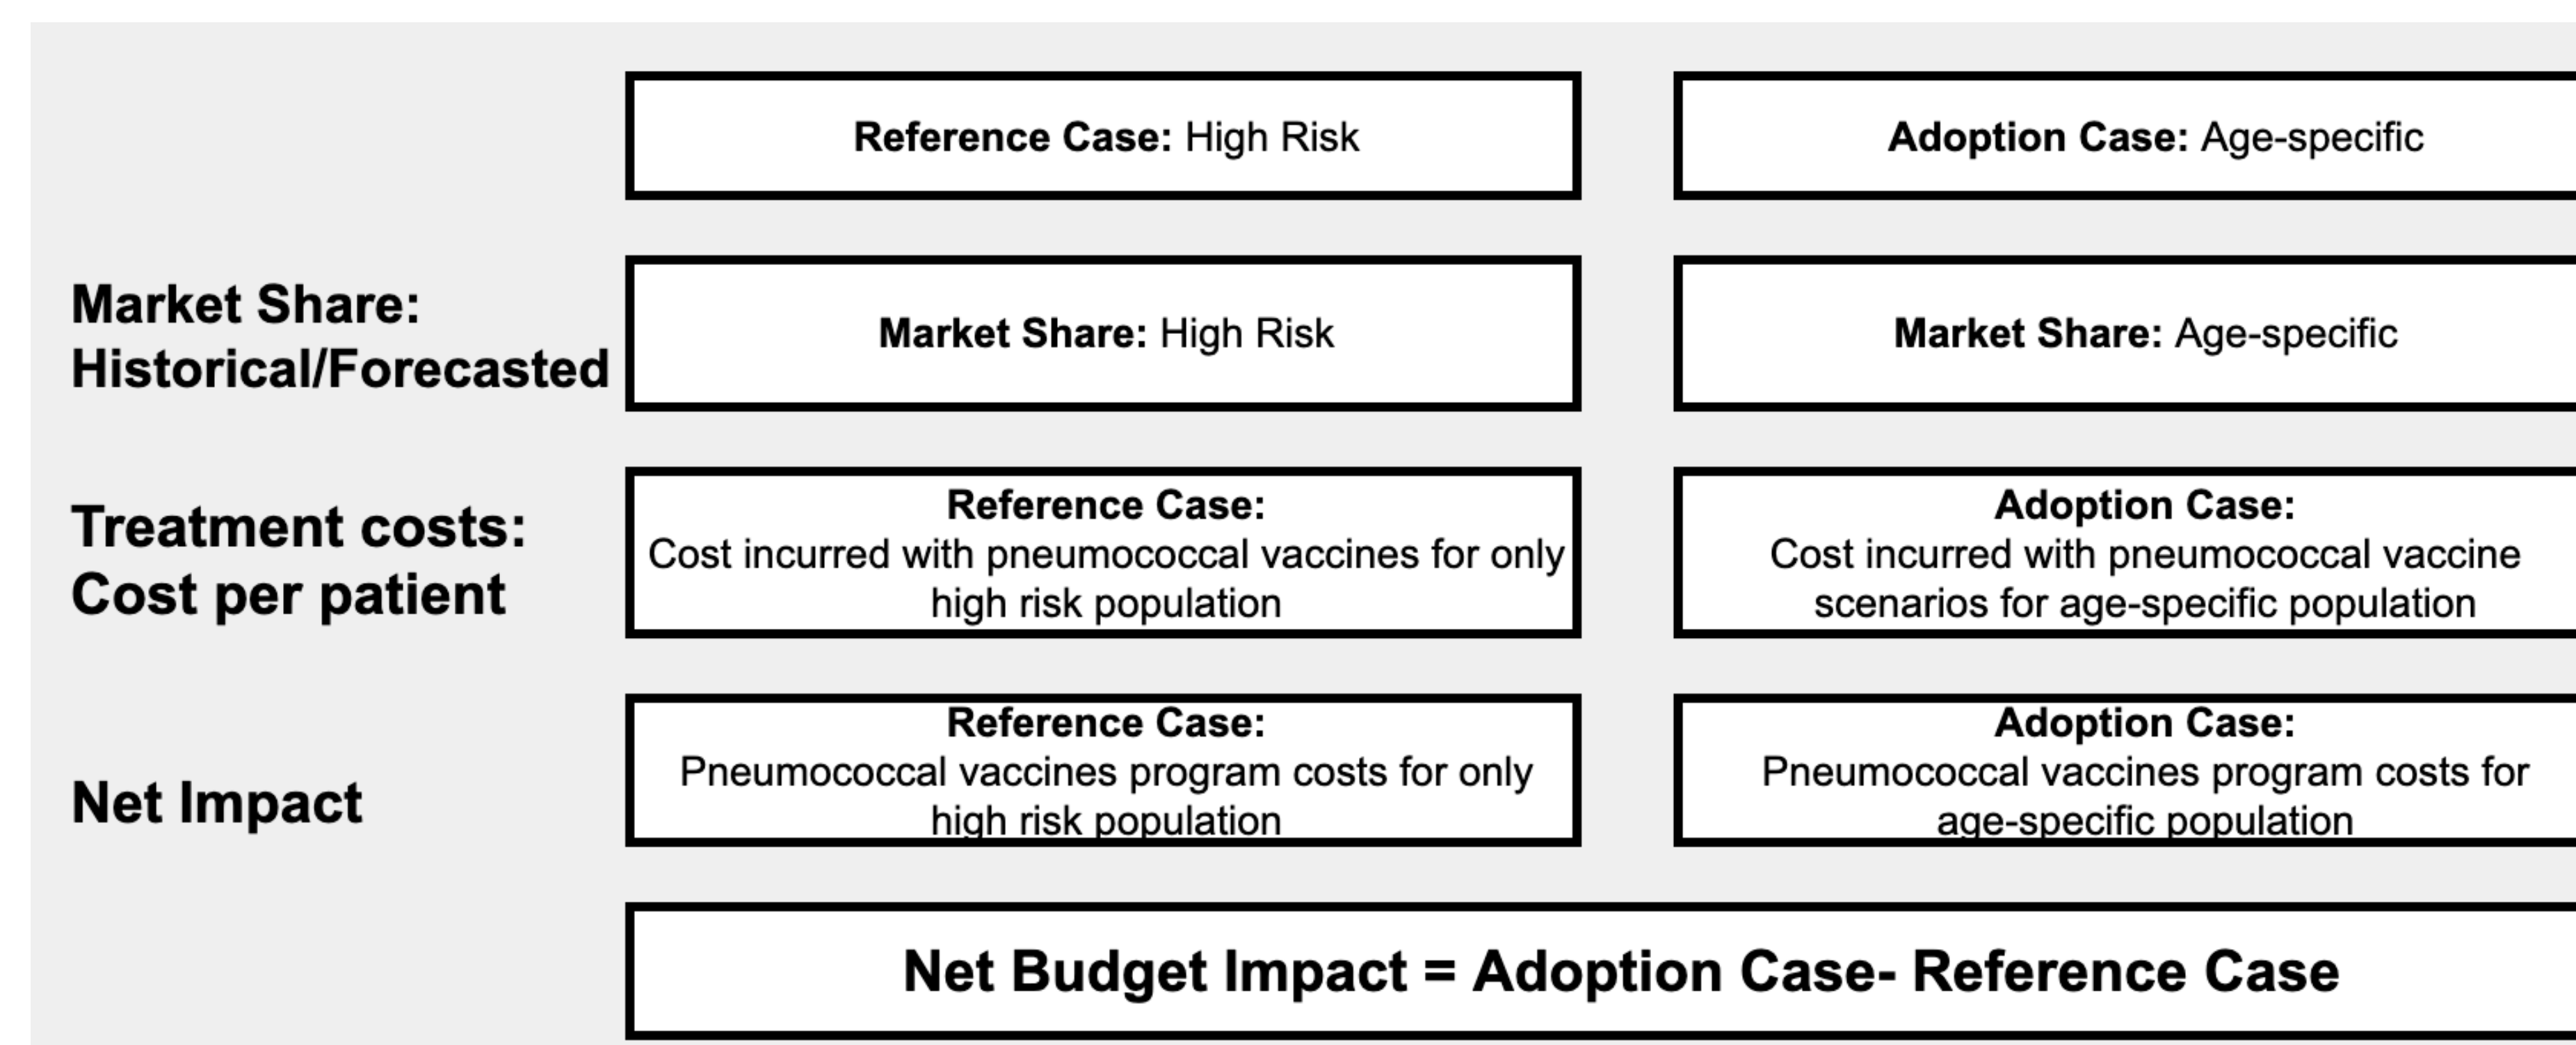 Reference Case: High Risk
Adoption Case: Age-specific
Market Share:
Historical/Forecasted
Market Share: High Risk
Market Share: Age-specific
Treatment costs:
Cost per patient
Reference Case:
Cost incurred with pneumococcal vaccines for only
high risk population
Adoption Case:
Cost incurred with pneumococcal vaccine
scenarios for age-specific population
Net Impact
Reference Case:
Pneumococcal vaccines program costs for only
high risk population
Adoption Case:
Pneumococcal vaccines program costs for
age-specific population
Net Budget Impact = Adoption Case- Reference Case